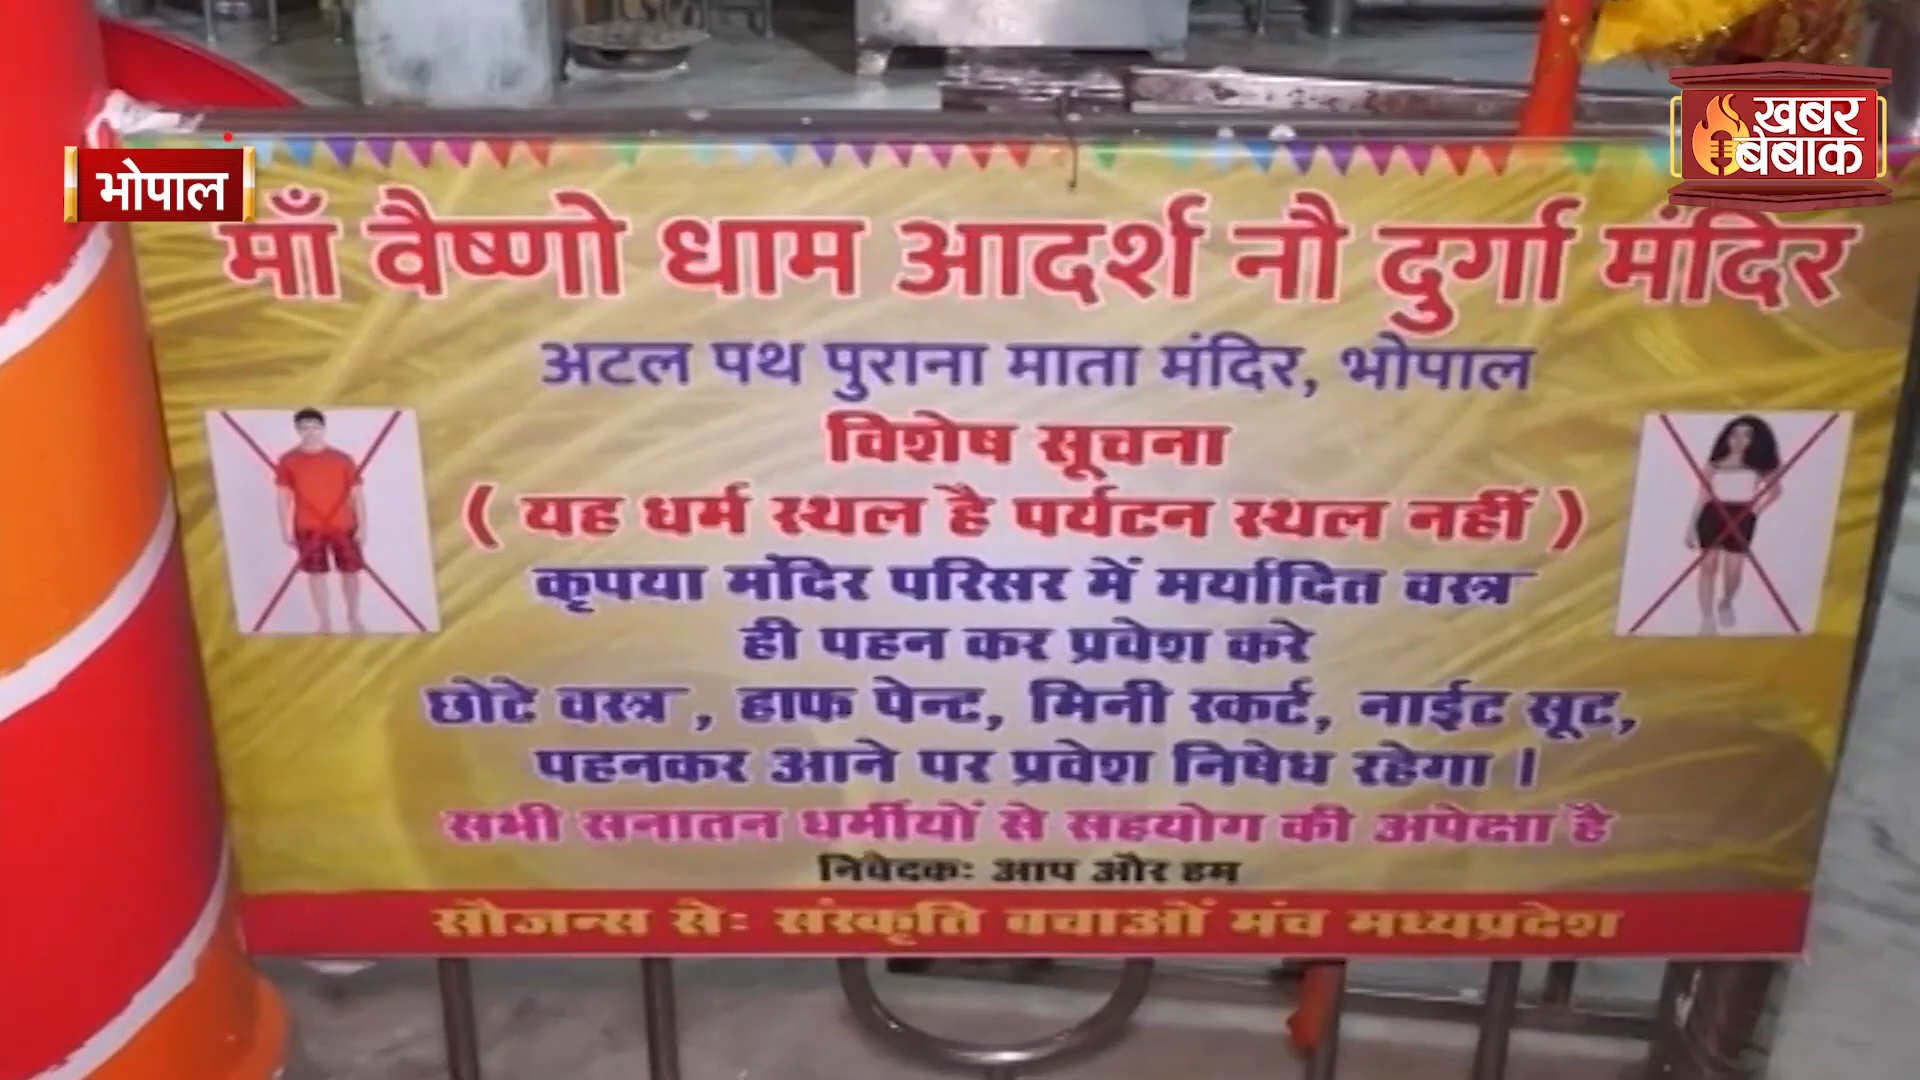 खबर
बेबाक
भोपाल
माँ वैष्णो धाम आदर्श नौ दुर्गा मंदिर
अटल पथ पुराना माता मंदिर, भोपाल
विशेष सूचना
( यह धर्म स्थल है पर्यटन स्थल नहीं )
कृपया मंदिर परिसर में मर्यादित वस्त्र
ही पहन कर प्रवेश करे
छोटे वस्त्र , हाफ पेन्ट, मिनी स्कर्ट, नाईट सूट,
पहनकर आने पर प्रवेश निषेध रहेगा ।
सभी सनातन धर्मीयों से सहयोग की अपेक्षा है
निवेदकः आप और हम
सौजन्स सेः संस्कृति बचाओं मंच मध्यप्रदेश